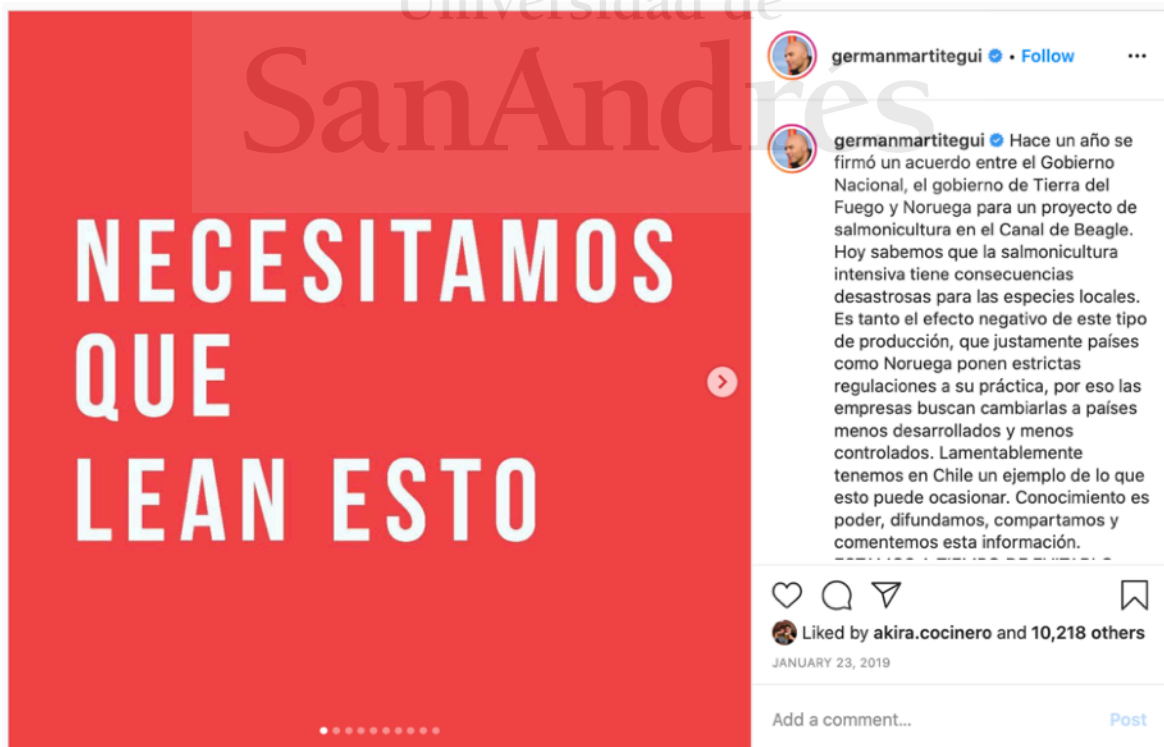 Universidad de
SanAndrés
NECESITAMOS
QUE
LEAN ESTO
germanmartitegui • Follow
germanmartitegui Hace un año se
firmó un acuerdo entre el Gobierno
Nacional, el gobierno de Tierra del
Fuego y Noruega para un proyecto de
salmonicultura en el Canal de Beagle.
Hoy sabemos que la salmonicultura
intensiva tiene consecuencias
desastrosas para las especies locales.
Es tanto el efecto negativo de este tipo
de producción, que justamente países
como Noruega ponen estrictas
regulaciones a su práctica, por eso las
empresas buscan cambiarlas a países
menos desarrollados y menos
controlados. Lamentablemente
tenemos en Chile un ejemplo de lo que
esto puede ocasionar. Conocimiento es
poder, difundamos, compartamos y
comentemos esta información.
Liked by akira.cocinero and 10,218 others
JANUARY 23, 2019
Add a comment...
Post